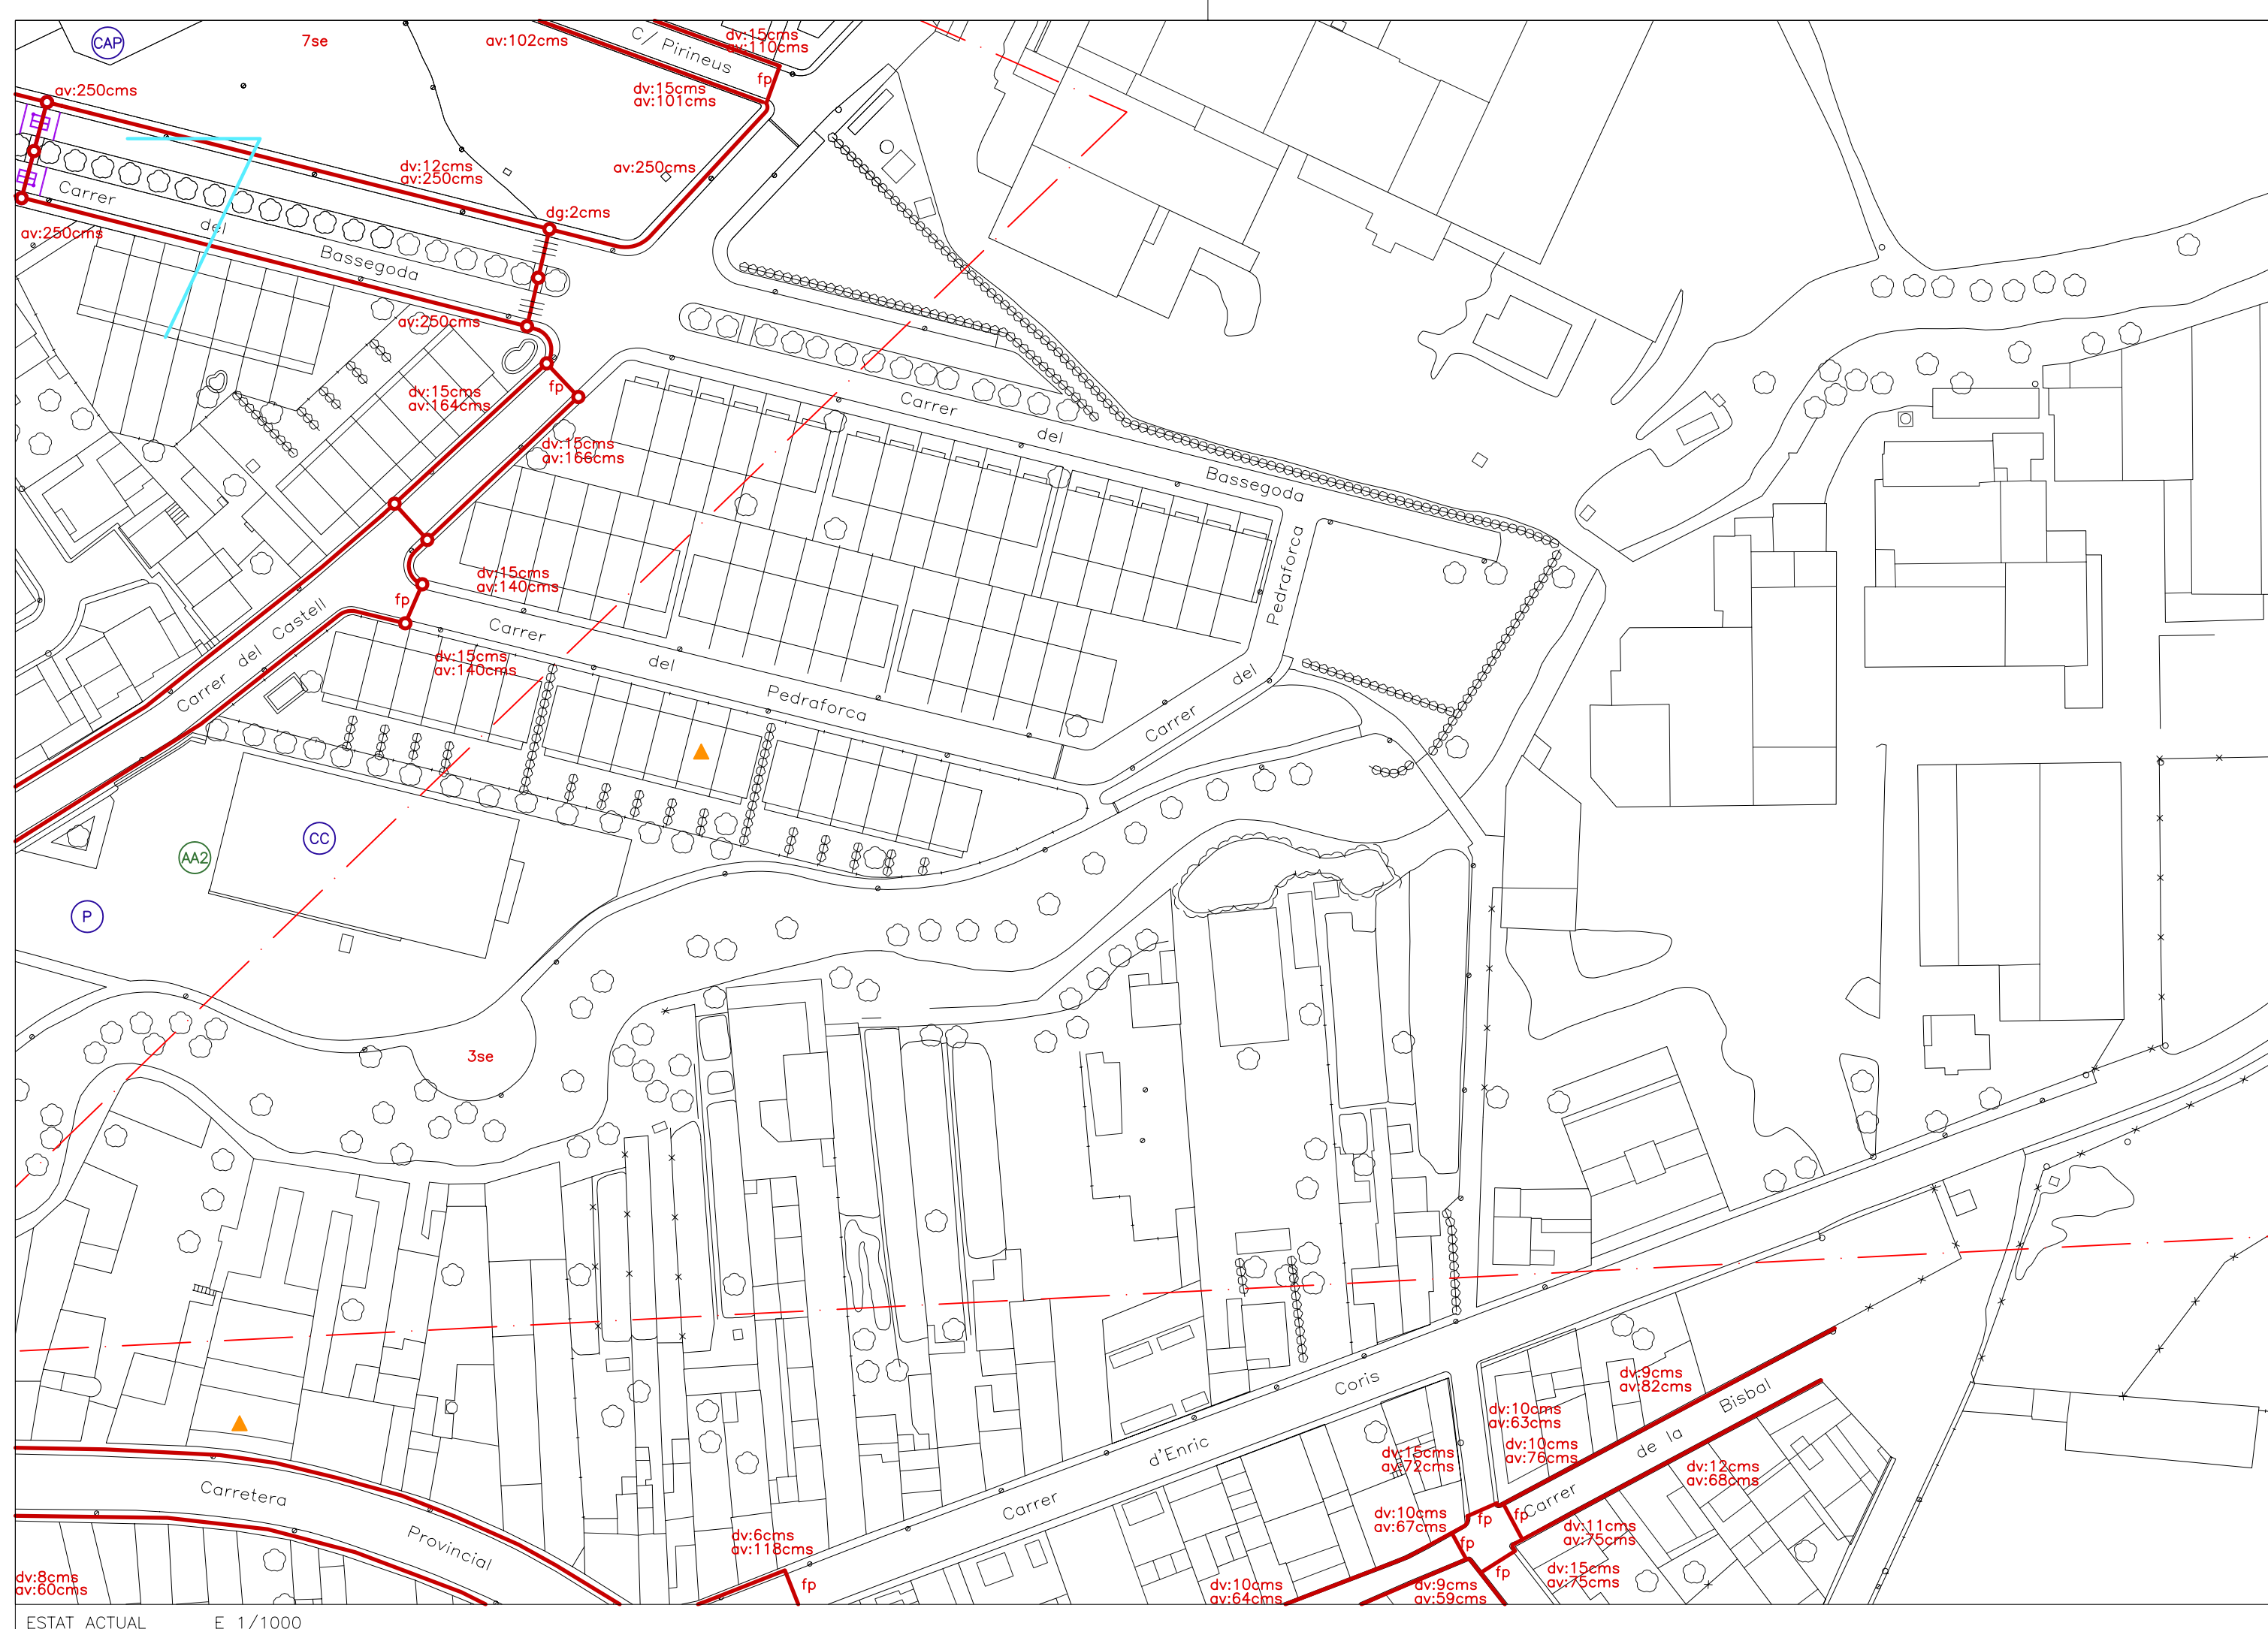 CAP
7se
av:102cms
C/ Pirineus
dv:15cms
av:110cms
fp
av:250cms
dv:15cms
av:101cms
dv:12cms
av:250cms
av:250cms
Carrer
del
Bassegoda
dg:2cms
av:250cms
av:250cms
dv:15cms
av:164cms
fp
Carrer
del
Bassegoda
dv:15cms
av:166cms
Pedraforca
dv:15cms
av:140cms
fp
Carrer
del
Pedraforca
Carrer
del
Castell
dv:15cms
av:140cms
Carrer
del
CC
AA2
P
3se
Carretera
Provincial
dv:8cms
av:60cms
dv:6cms
av:118cms
fp
Carrer
d'Enric
Coris
dv:9cms
av:82cms
dv:10cms
av:63cms
dv:10cms
av:76cms
Carrer
de la
Bisbal
dv:15cms
av:72cms
dv:12cms
av:68cms
dv:10cms
av:67cms
fp
fp
fp
fp
dv:11cms
av:75cms
dv:15cms
av:75cms
dv:10cms
av:64cms
dv:9cms
av:59cms
ESTAT ACTUAL E 1/1000